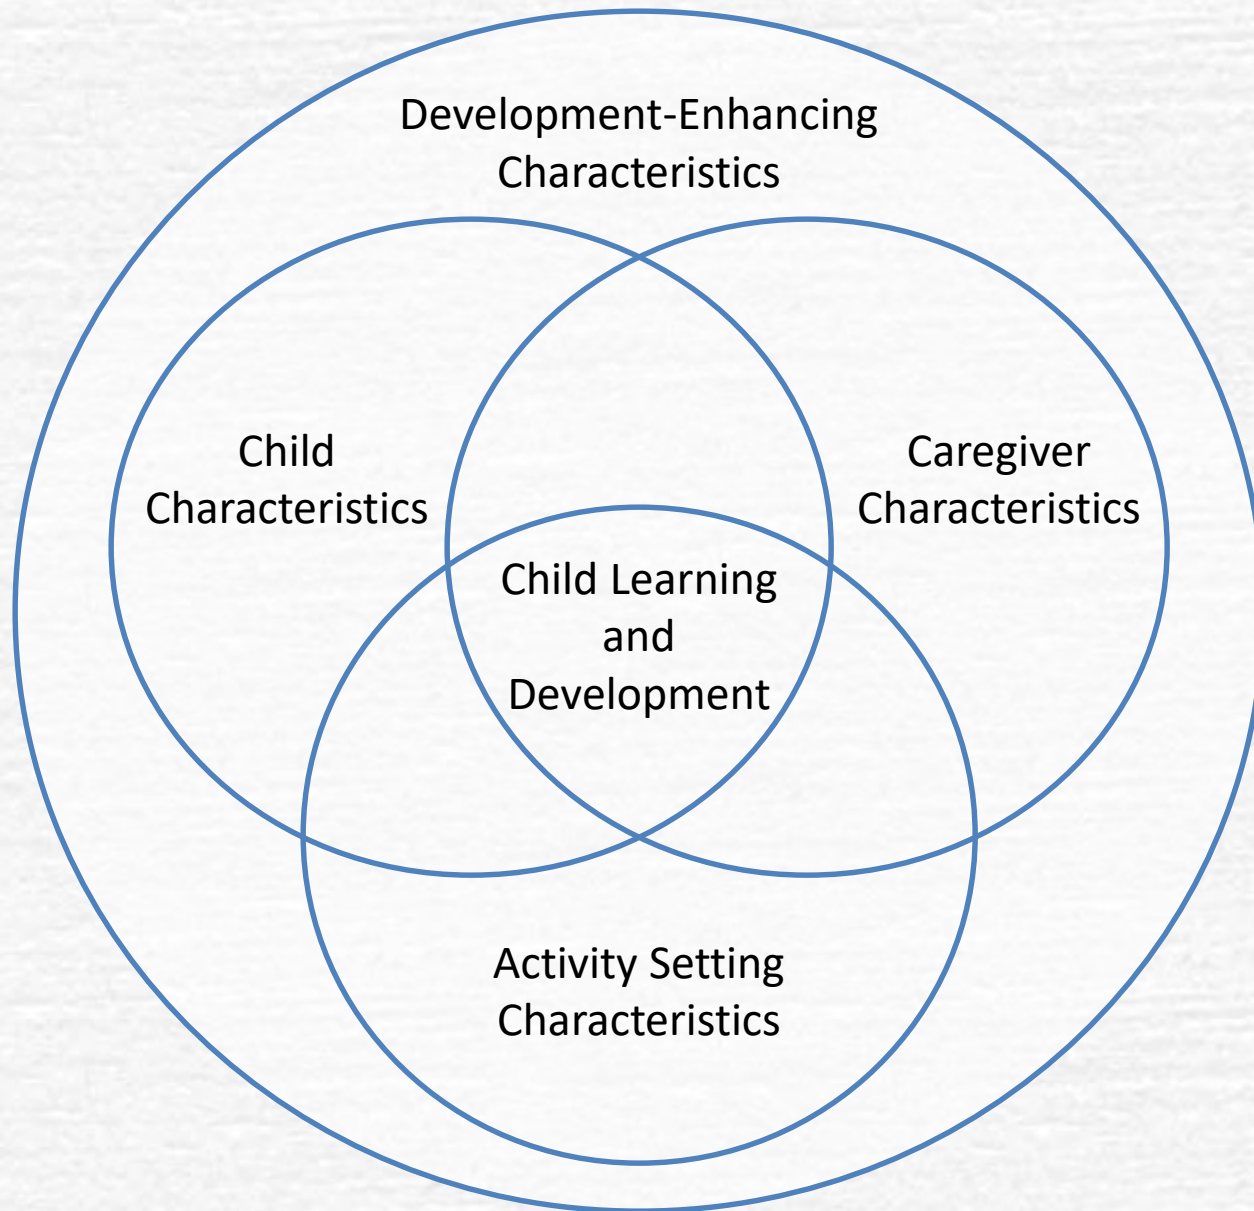 Development-Enhancing
Characteristics
Child
Characteristics
Caregiver
Characteristics
Child Learning
and
Development
Activity Setting
Characteristics